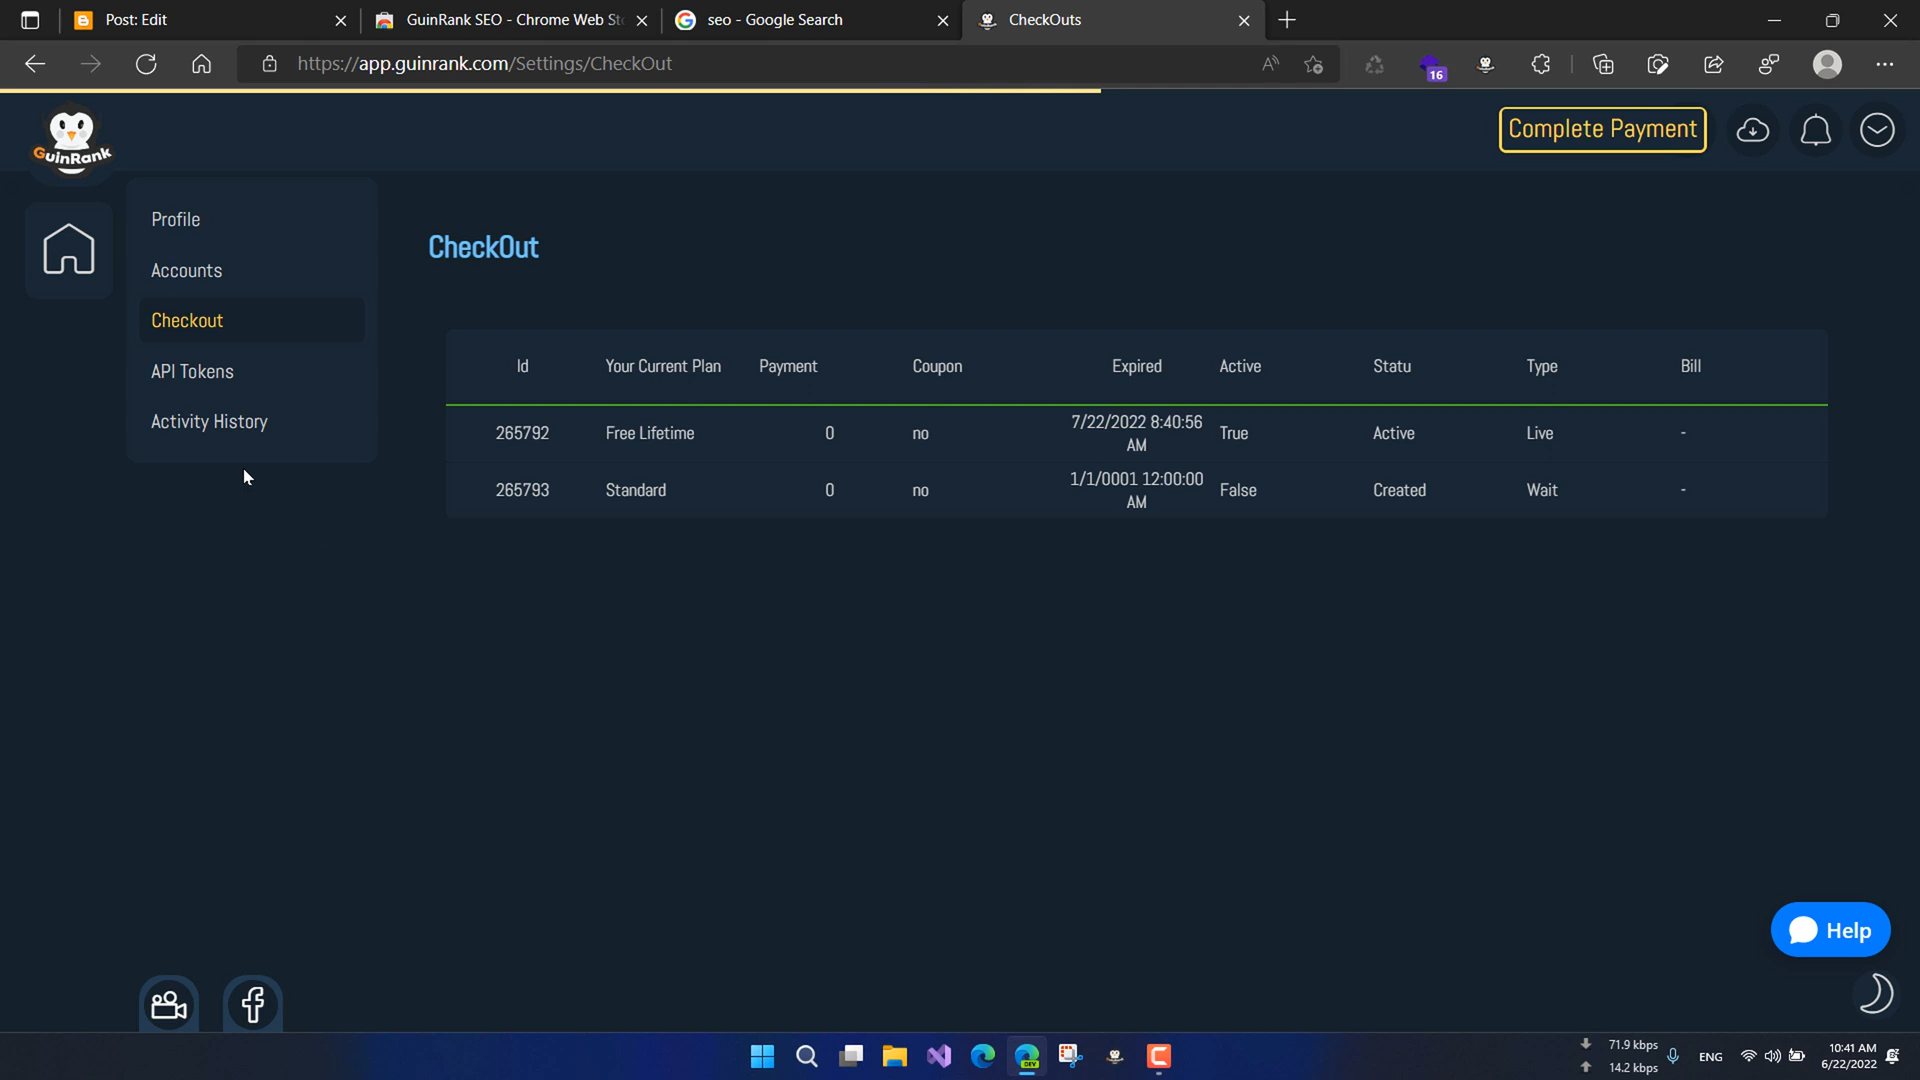 Post: Edit
GuinRank SEO - Chrome Web Sto
seo - Google Search
CheckOuts
https://app.guinrank.com/Settings/CheckOut
16
GuinRank
Complete Payment
Profile
Accounts
Checkout
API Tokens
Activity History
CheckOut
Id Your Current Plan Payment Coupon Expired Active Statu Type Bill
265792 Free Lifetime 0 no 7/22/2022 8:40:56 AM True Active Live -
265793 Standard 0 no 1/1/0001 12:00:00 AM False Created Wait -
Help
DEV
71.9 kbps
14.2 kbps
ENG
10:41 AM
6/22/2022